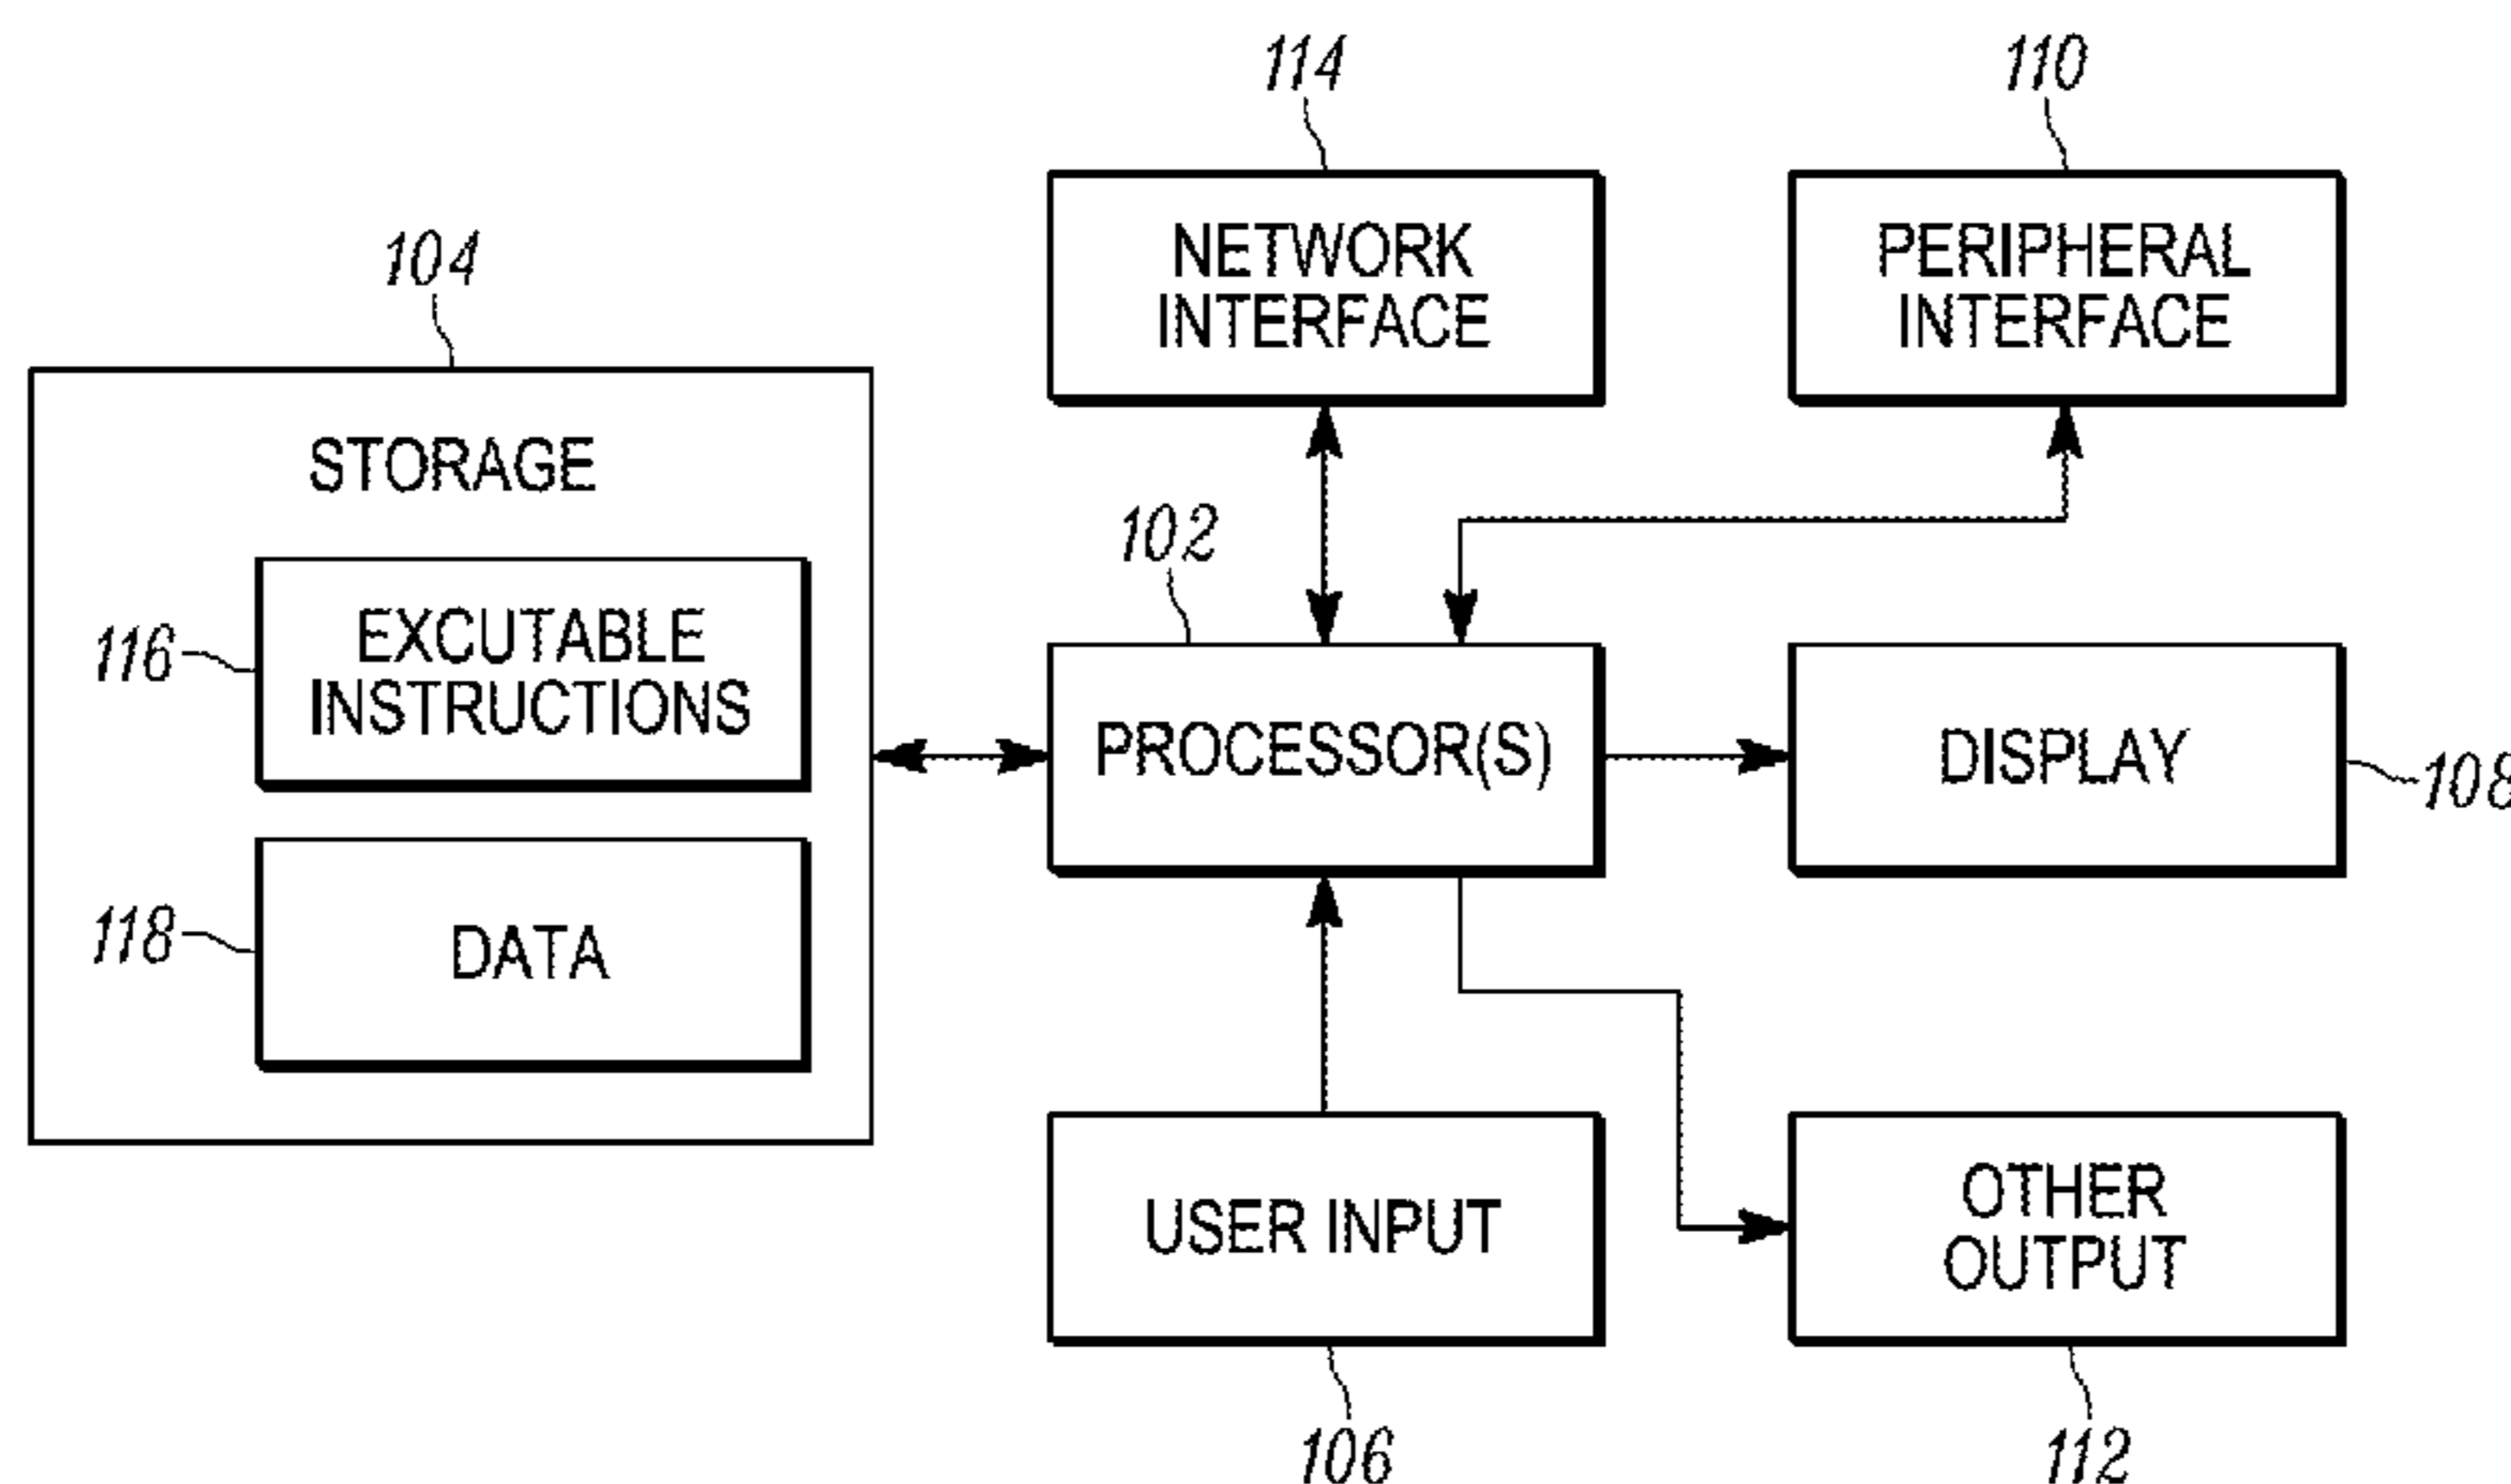 114
110
NETWORK
INTERFACE
PERIPHERAL
INTERFACE
104
STORAGE
102
116
EXCUTABLE
INSTRUCTIONS
PROCESSOR(S)
DISPLAY
108
118
DATA
USER INPUT
OTHER
OUTPUT
106
112